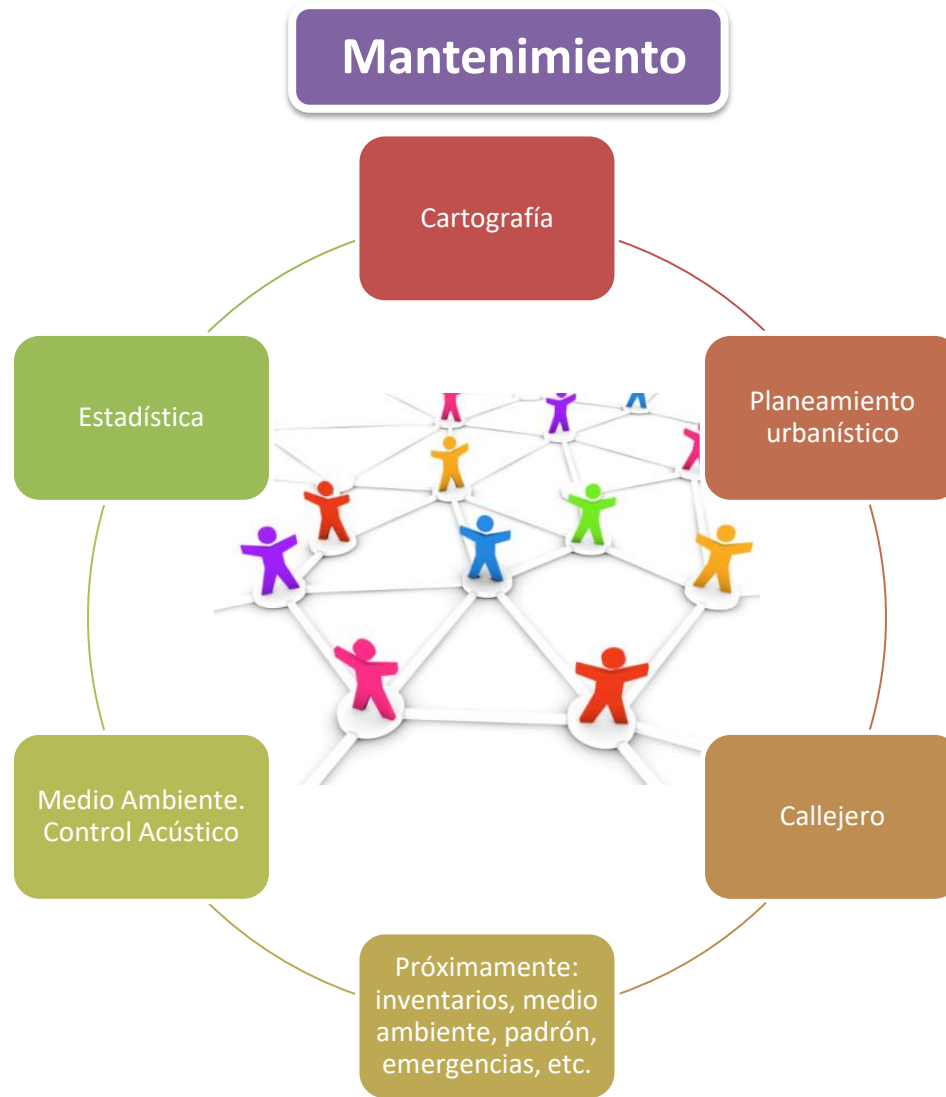 Mantenimiento
Cartografía
Planeamiento
urbanístico
Callejero
Próximamente:
inventarios, medio
ambiente, padrón,
emergencias, etc.
Medio Ambiente.
Control Acústico
Estadística